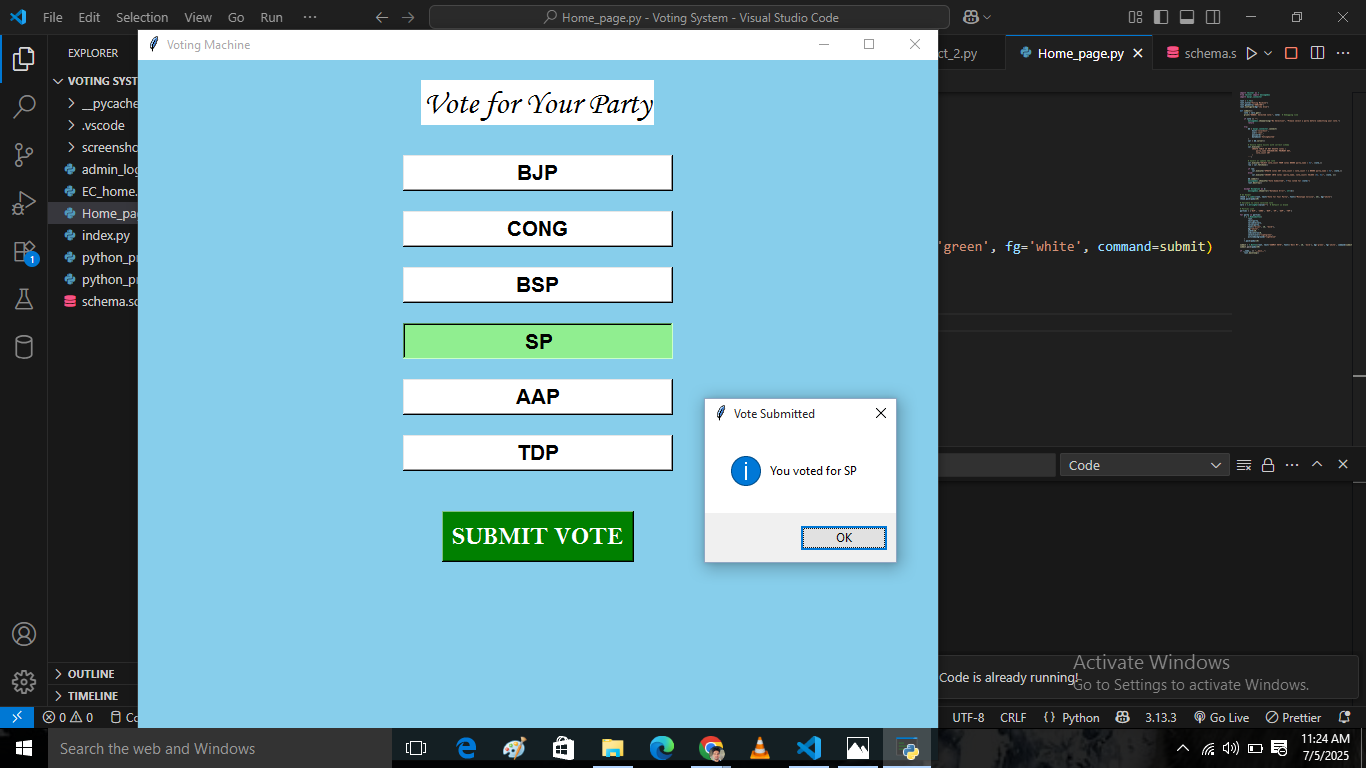 File Edit Selection View Go Run ··· Home_page.py - Voting System - Visual Studio Code
EXPLORER
VOTING SYST
__pycache
.vscode
screensho
admin_log
EC_home.
Home_pa
index.py
python_pr
python_pr
schema.sc
OUTLINE
TIMELINE
Voting Machine
Vote for Your Party
BJP
CONG
BSP
SP
AAP
TDP
SUBMIT VOTE
Vote Submitted
You voted for SP
OK
ct_2.py Home_page.py schema.s
'green', fg='white', command=submit)
Code
Code is already running!
Activate Windows
Go to Settings to activate Windows.
0 0 Co UTF-8 CRLF {} Python 3.13.3 Go Live Prettier
Search the web and Windows
11:24 AM
7/5/2025